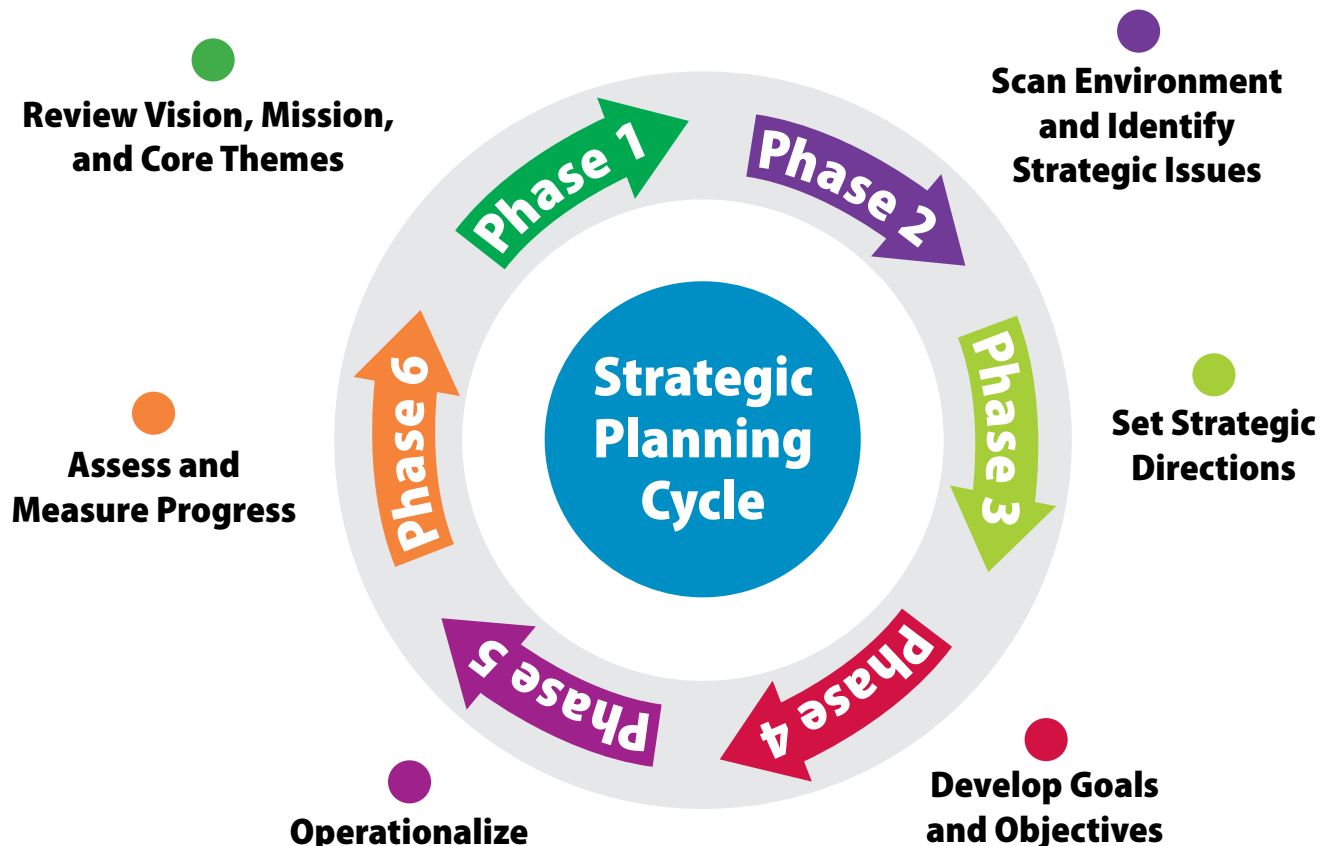 Review Vision, Mission,
and Core Themes
Scan Environment
and Identify
Strategic Issues
Phase 1
Phase 2
Phase 3
Phase 4
Phase 5
Phase 6
Strategic
Planning
Cycle
Set Strategic
Directions
Assess and
Measure Progress
Develop Goals
and Objectives
Operationalize